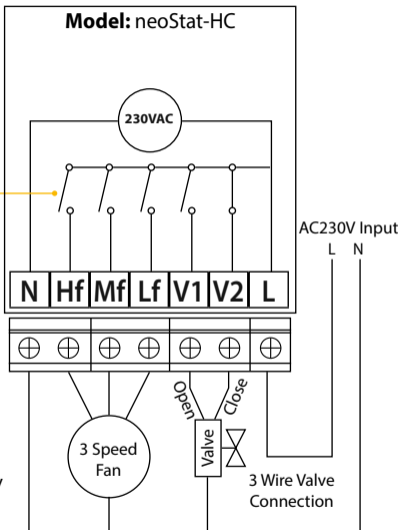 Model: neoStat-HC
230VAC
AC230V Input
L N
N Hf Mf Lf V1 V2 L
Open
Close
3 Speed
Fan
Valve
3 Wire Valve
Connection
y